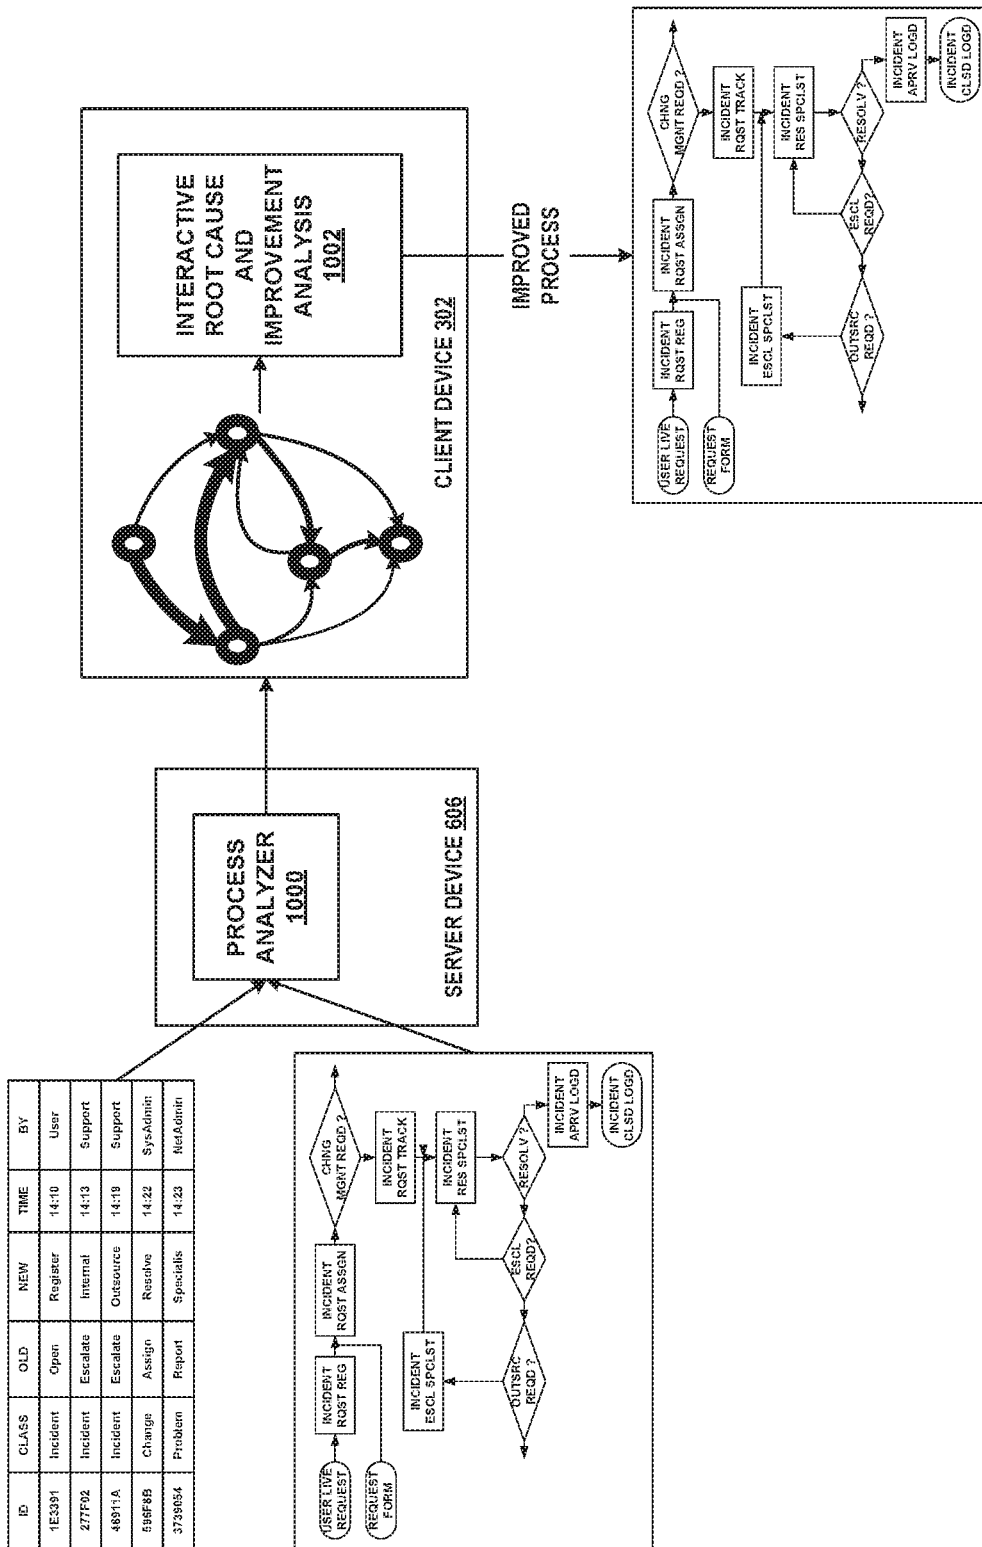 ID CLASS OLD NEW TIME BY
1E3391 Incident Open Register 14:10 User
277F02 Incident Escalate Internal 14:13 Support
46911A Incident Escalate Outsource 14:19 Support
Change Assign Resolve 14:22 SysAdmin
3739054 Problem Report Specialis 14:23 NetAdmin
USER LIVE
REQUEST
REQUEST
FORM
INCIDENT
RQST REG
INCIDENT
RQST ASSGN
CHNG
MGNT REQD ?
INCIDENT
RQST TRACK
INCIDENT
ESCL SPCLST
INCIDENT
RES SPCLST
OUTSRC
REQD ?
ESCL
REQD?
RESOLV ?
INCIDENT
APRV LOGD
INCIDENT
CLSD LOGD
PROCESS
ANALYZER
1000
SERVER DEVICE 606
INTERACTIVE
ROOT CAUSE
AND
IMPROVEMENT
ANALYSIS
1002
CLIENT DEVICE 302
IMPROVED
PROCESS
USER LIVE
REQUEST
REQUEST
FORM
INCIDENT
RQST REG
INCIDENT
RQST ASSGN
CHNG
MGNT REQD ?
INCIDENT
RQST TRACK
INCIDENT
ESCL SPCLST
INCIDENT
RES SPCLST
OUTSRC
REQD ?
ESCL
REQD?
RESOLV ?
INCIDENT
APRV LOGD
INCIDENT
CLSD LOGD